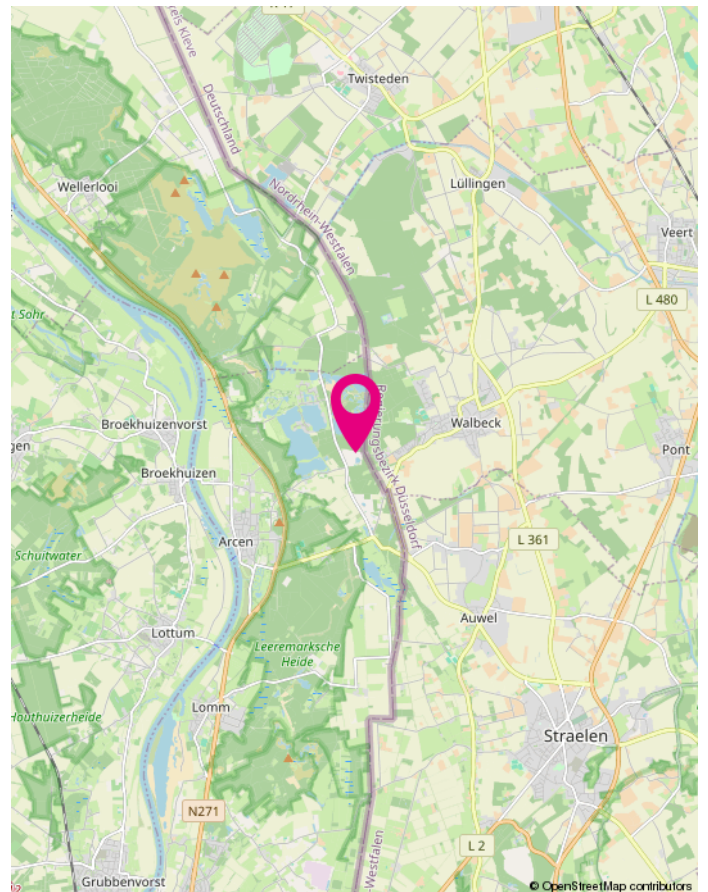 eis Kleve
Twisteden
Deutschland
Wellerlooi
Lüllingen
Nordrhein-Westfalen
Veert
L 480
t Sohr
Regierungsbezirk Düsseldorf
Broekhuizenvorst
Walbeck
gen
Broekhuizen
Pont
Arcen
L 361
Schuitwater
Auwel
Lottum
Leeremarksche
Heide
Houthuizerheide
Lomm
Straelen
N271
-Westfalen
L 2
Grubbenvorst
© OpenStreetMap contributors